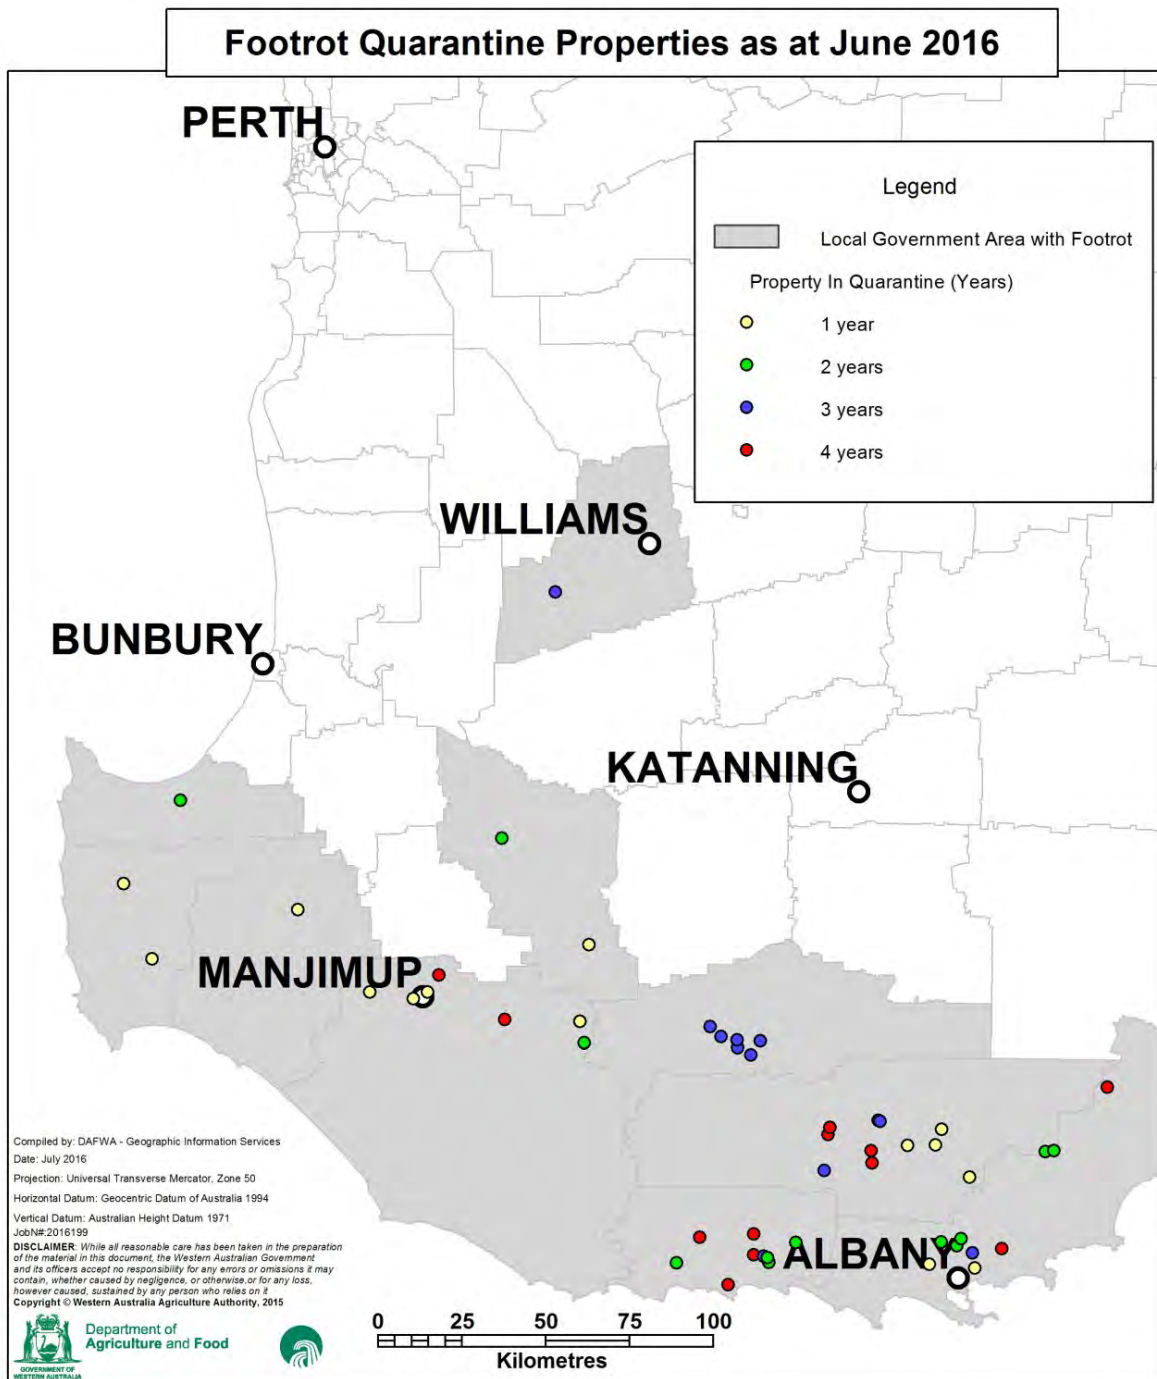 Footrot Quarantine Properties as at June 2016
PERTH
Legend
Local Government Area with Footrot
Property In Quarantine (Years)
1 year
2 years
3 years
4 years
WILLIAMS
BUNBURY
KATANNING
MANJIMUP
ALBANY
Compiled by: DAFWA - Geographic Information Services
Date: July 2016
Projection: Universal Transverse Mercator, Zone 50
Horizontal Datum: Geocentric Datum of Australia 1994
Vertical Datum: Australian Height Datum 1971
JobN#:2016199
DISCLAIMER: While all reasonable care has been taken in the preparation
of the material in this document, the Western Australian Government
and its officers accept no responsibility for any errors or omissions it may
contain, whether caused by negligence, or otherwise,or for any loss,
however caused, sustained by any person who relies on it
Copyright © Western Australia Agriculture Authority, 2015
Department of
Agriculture and Food
GOVERNMENT OF
WESTERN AUSTRALIA
0 25 50 75 100
Kilometres